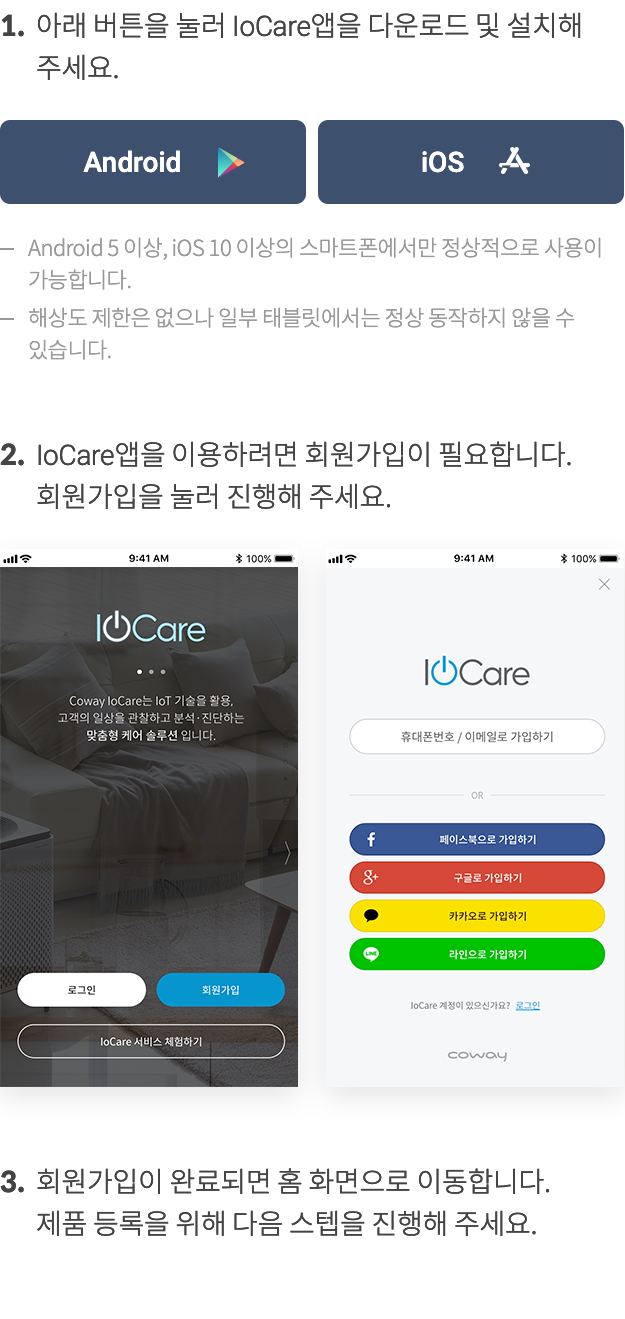 1. 아래 버튼을 눌러 IoCare앱을 다운로드 및 설치해
주세요.
Android
iOS
– Android 5 이상, iOS 10 이상의 스마트폰에서만 정상적으로 사용이
가능합니다.
– 해상도 제한은 없으나 일부 태블릿에서는 정상 동작하지 않을 수
있습니다.
2. IoCare앱을 이용하려면 회원가입이 필요합니다.
회원가입을 눌러 진행해 주세요.
9:41 AM 100%
IOCare
Coway IoCare는 IoT 기술을 활용,
고객의 일상을 관찰하고 분석·진단하는
맞춤형 케어 솔루션 입니다.
로그인
회원가입
IoCare 서비스 체험하기
9:41 AM 100%
IOCare
휴대폰번호 / 이메일로 가입하기
OR
f 페이스북으로 가입하기
g+ 구글로 가입하기
카카오로 가입하기
LINE 라인으로 가입하기
IoCare 계정이 있으신가요? 로그인
coway
3. 회원가입이 완료되면 홈 화면으로 이동합니다.
제품 등록을 위해 다음 스텝을 진행해 주세요.